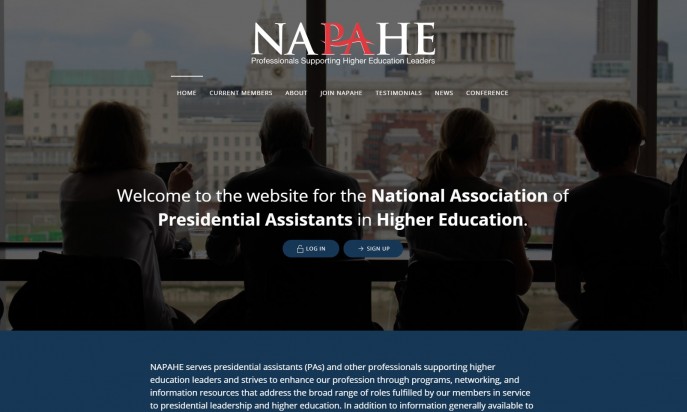 NAPAHE
Professionals Supporting Higher Education Leaders
HOME CURRENT MEMBERS ABOUT JOIN NAPAHE TESTIMONIALS NEWS CONFERENCE
Welcome to the website for the National Association of
Presidential Assistants in Higher Education.
LOG IN SIGN UP
NAPAHE serves presidential assistants (PAs) and other professionals supporting higher
education leaders and strives to enhance our profession through programs, networking, and
information resources that address the broad range of roles fulfilled by our members in service
to presidential leadership and higher education. In addition to information generally available to